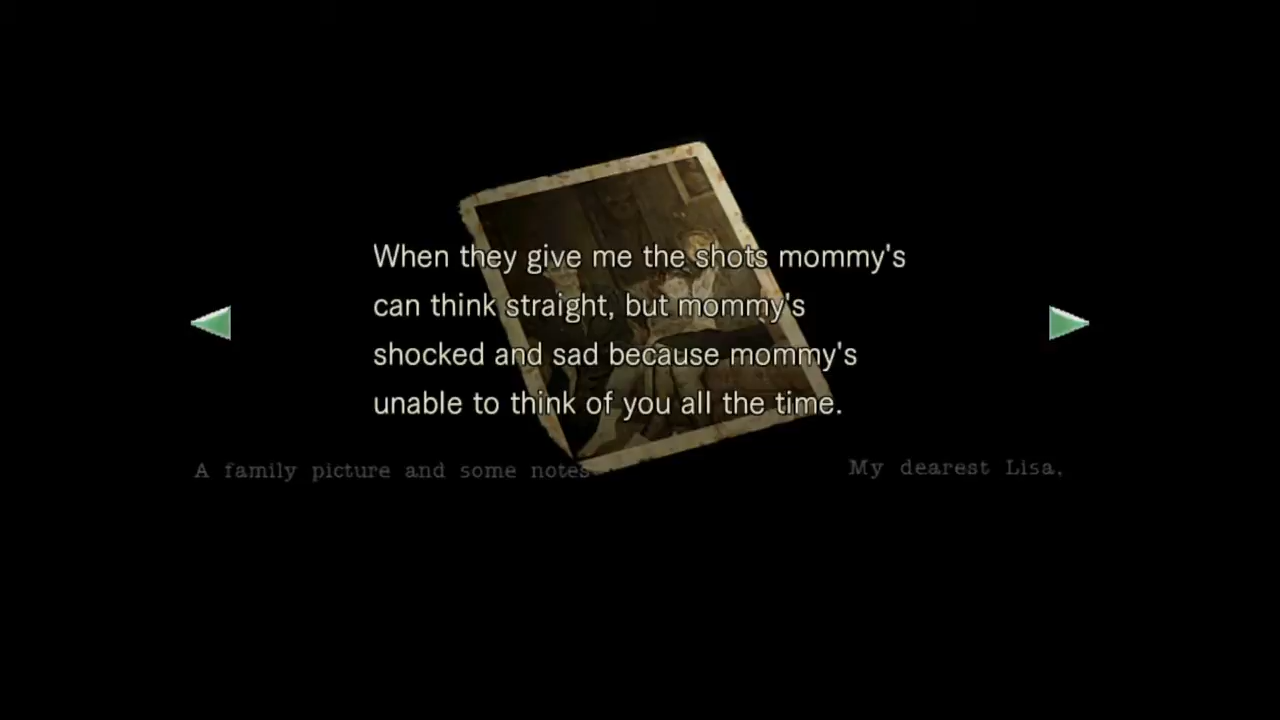 When they give me the shots mommy's
can think straight, but mommy's
shocked and sad because mommy's
unable to think of you all the time.
A family picture and some notes
My dearest Lisa,